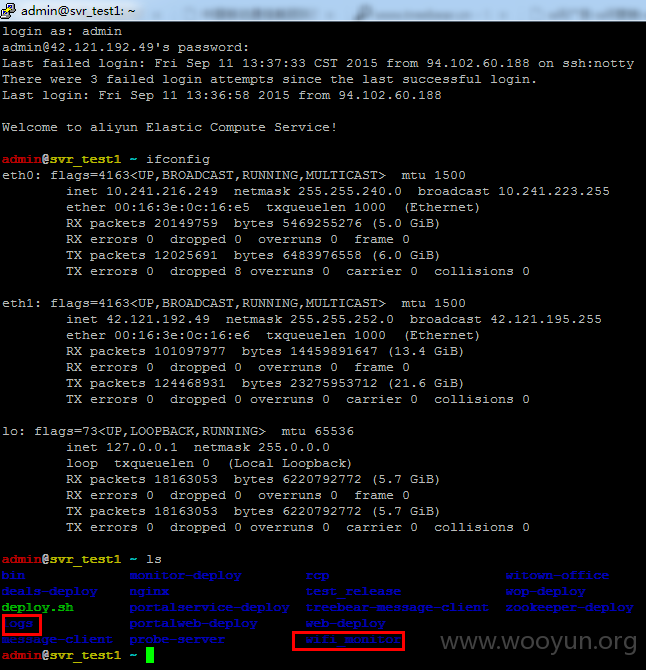 admin@svr_test1: ~
login as: admin
admin@42.121.192.49's password:
Last failed login: Fri Sep 11 13:37:33 CST 2015 from 94.102.60.188 on ssh:notty
There were 3 failed login attempts since the last successful login.
Last login: Fri Sep 11 13:36:58 2015 from 94.102.60.188
Welcome to aliyun Elastic Compute Service!
admin@svr_test1 ~ ifconfig
eth0: flags=4163<UP,BROADCAST,RUNNING,MULTICAST>  mtu 1500
inet 10.241.216.249  netmask 255.255.240.0  broadcast 10.241.223.255
ether 00:16:3e:0c:16:e5  txqueuelen 1000  (Ethernet)
RX packets 20149759  bytes 5469255276 (5.0 GiB)
RX errors 0  dropped 0  overruns 0  frame 0
TX packets 12025691  bytes 6483976558 (6.0 GiB)
TX errors 0  dropped 8 overruns 0  carrier 0  collisions 0
eth1: flags=4163<UP,BROADCAST,RUNNING,MULTICAST>  mtu 1500
inet 42.121.192.49  netmask 255.255.252.0  broadcast 42.121.195.255
ether 00:16:3e:0c:16:e6  txqueuelen 1000  (Ethernet)
RX packets 101097977  bytes 14459891647 (13.4 GiB)
RX errors 0  dropped 0  overruns 0  frame 0
TX packets 124468931  bytes 23275953712 (21.6 GiB)
TX errors 0  dropped 0 overruns 0  carrier 0  collisions 0
lo: flags=73<UP,LOOPBACK,RUNNING>  mtu 65536
inet 127.0.0.1  netmask 255.0.0.0
loop  txqueuelen 0  (Local Loopback)
RX packets 18163053  bytes 6220792772 (5.7 GiB)
RX errors 0  dropped 0  overruns 0  frame 0
TX packets 18163053  bytes 6220792772 (5.7 GiB)
TX errors 0  dropped 0 overruns 0  carrier 0  collisions 0
admin@svr_test1 ~ ls
bin monitor-deploy rep witown-office
deals-deploy nginx test_release wop-deploy
deploy.sh portalservice-deploy treebear-message-client zookeeper-deploy
logs portalweb-deploy web-deploy
message-client probe-server wifi_monitor
admin@svr_test1 ~
www.wooyun.org